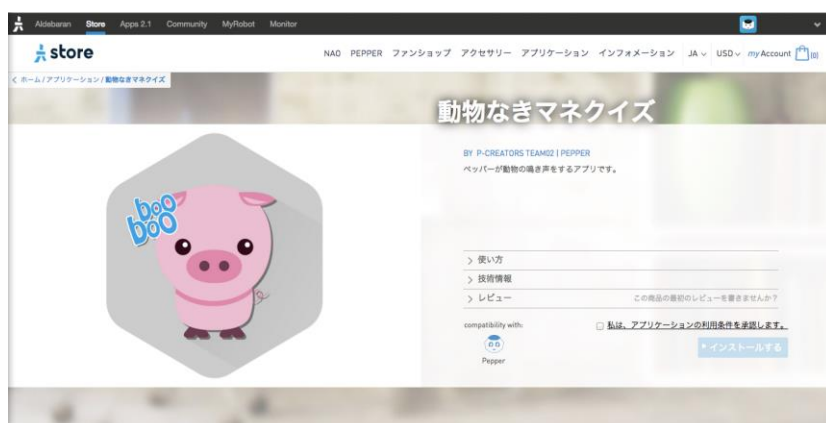 Aldebaran Store Apps 2.1 Community MyRobot Monitor
store NAO PEPPER ファンショップ アクセサリー アプリケーション インフォメーション JA USD my Account [0]
< ホーム / アプリケーション / 動物なきマネクイズ
動物なきマネクイズ
BY P-CREATORS TEAM02 | PEPPER
ペッパーが動物の鳴き声をするアプリです。
boo
boo
> 使い方
> 技術情報
> レビュー この商品の最初のレビューを書きませんか?
compatibility with: 私は、アプリケーションの利用条件を承認します。
インストールする
Pepper